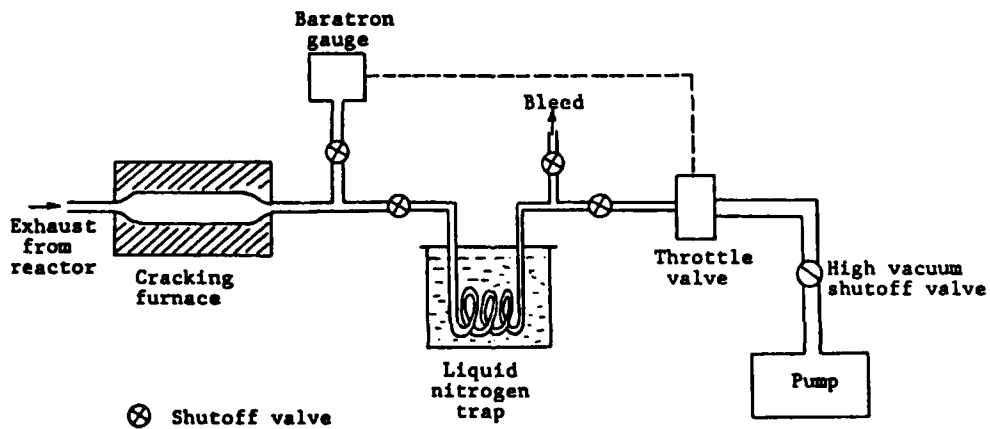 Baratron
gauge
Bleed
Exhaust
from
reactor
Cracking
furnace
Throttle
valve
High vacuum
shutoff valve
Liquid
nitrogen
trap
Pump
Shutoff valve